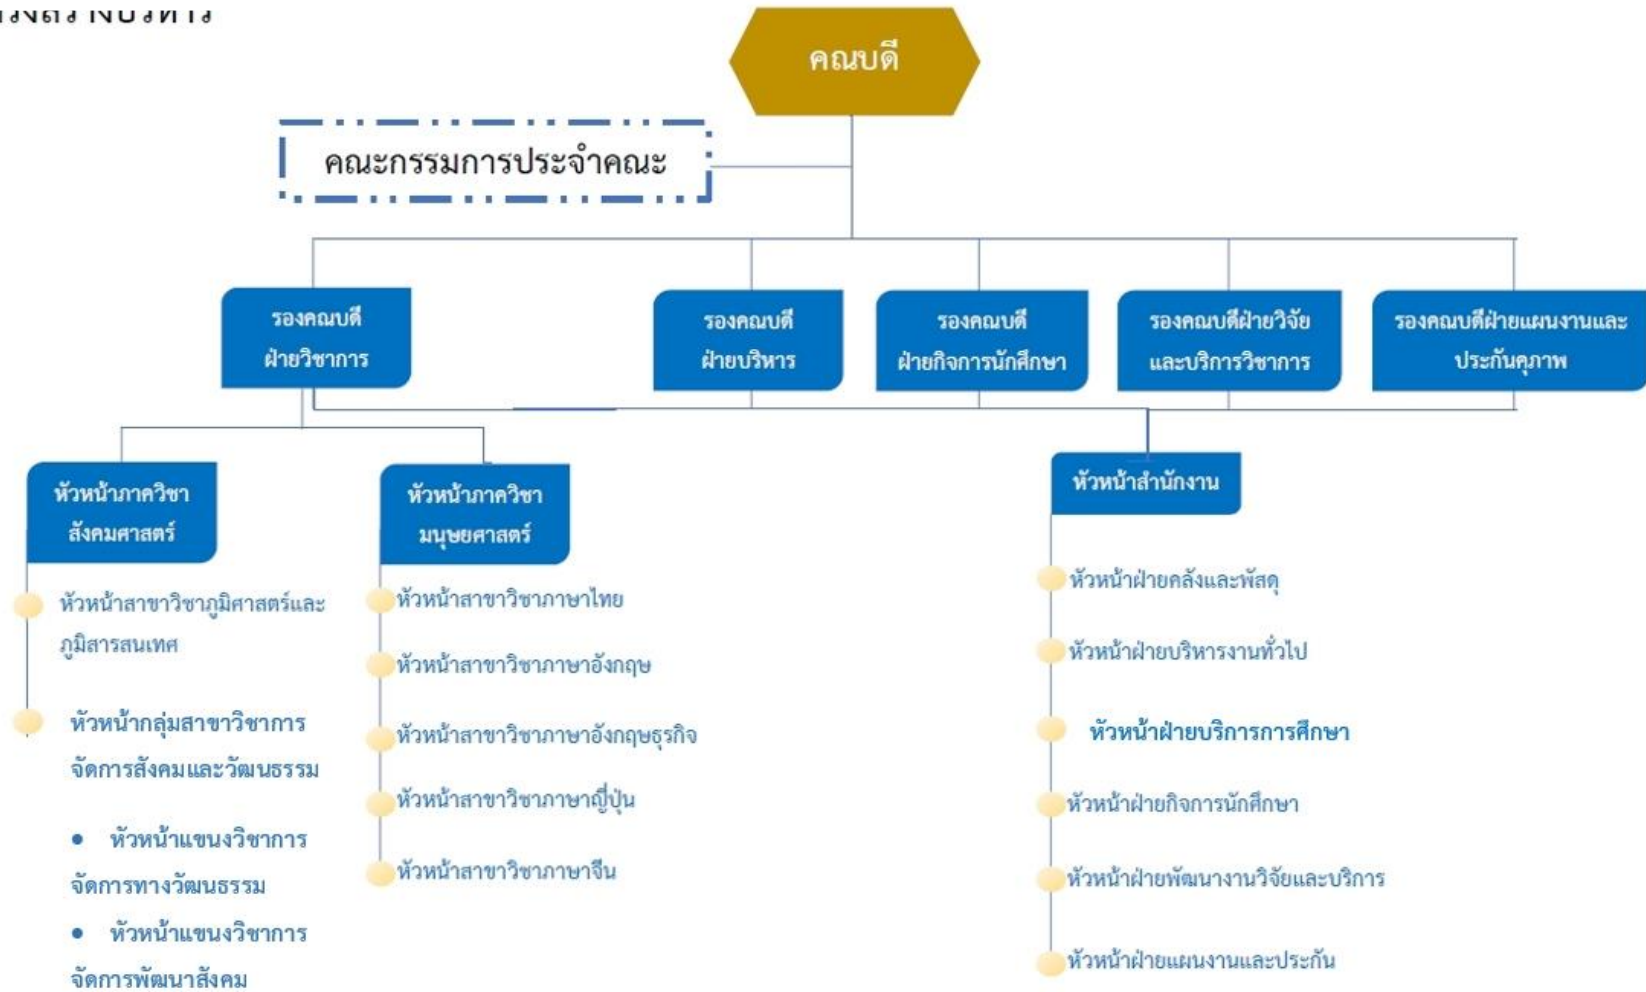 คณบดี
คณะกรรมการประจำคณะ
รองคณบดี
ฝ่ายวิชาการ
รองคณบดี
ฝ่ายบริหาร
รองคณบดี
ฝ่ายกิจการนักศึกษา
รองคณบดีฝ่ายวิจัย
และบริการวิชาการ
รองคณบดีฝ่ายแผนงานและ
ประกันคุภาพ
หัวหน้าภาควิชา
สังคมศาสตร์
หัวหน้าสาขาวิชาภูมิศาสตร์และ
ภูมิสารสนเทศ
หัวหน้ากลุ่มสาขาวิชาการ
จัดการสังคมและวัฒนธรรม
• หัวหน้าแขนงวิชาการ
จัดการทางวัฒนธรรม
• หัวหน้าแขนงวิชาการ
จัดการพัฒนาสังคม
หัวหน้าภาควิชา
มนุษยศาสตร์
หัวหน้าสาขาวิชาภาษาไทย
หัวหน้าสาขาวิชาภาษาอังกฤษ
หัวหน้าสาขาวิชาภาษาอังกฤษธุรกิจ
หัวหน้าสาขาวิชาภาษาญี่ปุ่น
หัวหน้าสาขาวิชาภาษาจีน
หัวหน้าสำนักงาน
หัวหน้าฝ่ายคลังและพัสดุ
หัวหน้าฝ่ายบริหารงานทั่วไป
หัวหน้าฝ่ายบริการการศึกษา
หัวหน้าฝ่ายกิจการนักศึกษา
หัวหน้าฝ่ายพัฒนางานวิจัยและบริการ
หัวหน้าฝ่ายแผนงานและประกัน